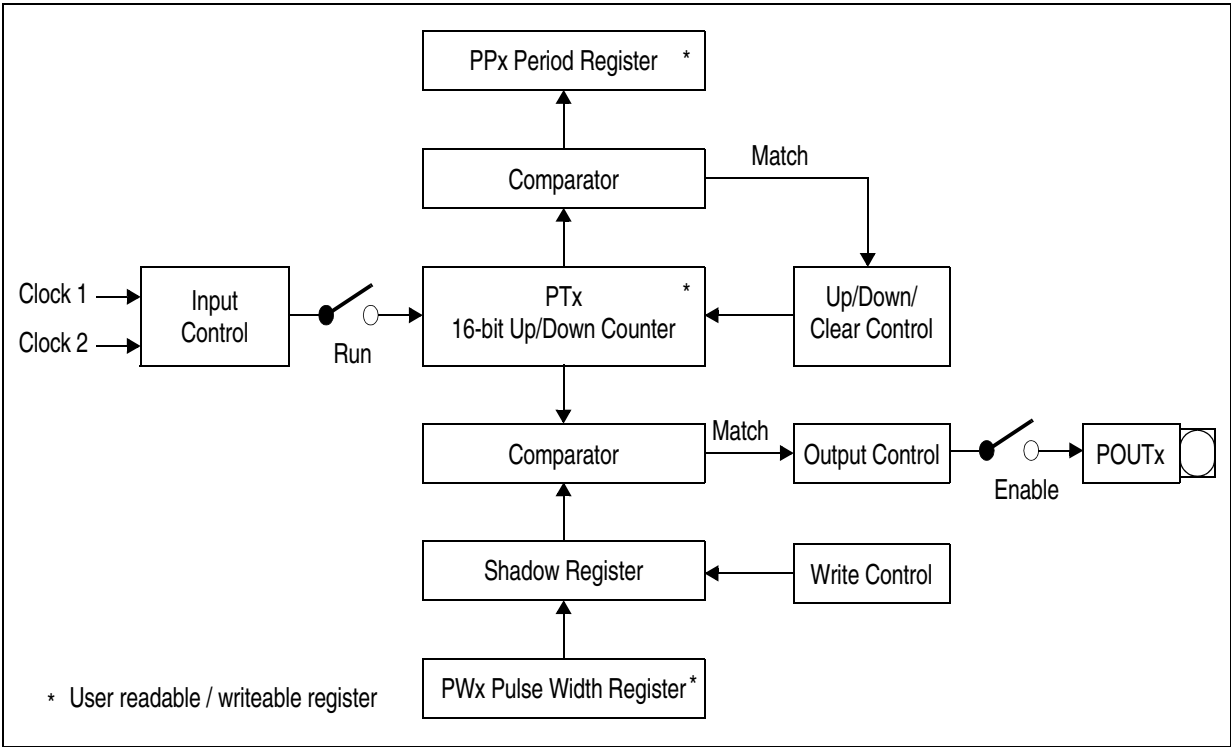 PPx Period Register *
Comparator
Match
Clock 1
Clock 2
Input
Control
Run
PTx *
16-bit Up/Down Counter
Up/Down/
Clear Control
Comparator
Match
Output Control
Enable
POUTx
Shadow Register
Write Control
PWx Pulse Width Register *
* User readable / writeable register